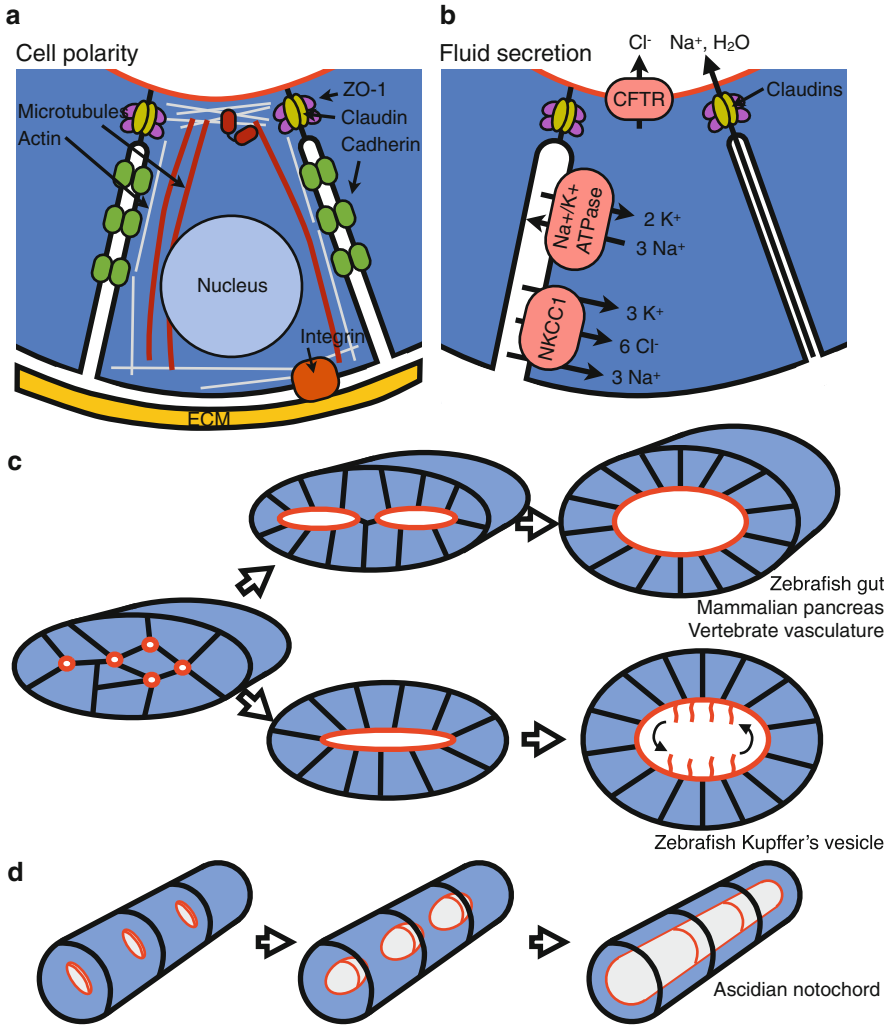 a
Cell polarity
Microtubules
Actin
ZO-1
Claudin
Cadherin
Nucleus
Integrin
ECM
b
Fluid secretion
Cl⁻
Na⁺, H₂O
CFTR
Claudins
Na+/K+
ATPase
2 K⁺
3 Na⁺
NKCC1
3 K⁺
6 Cl⁻
3 Na⁺
c
Zebrafish gut
Mammalian pancreas
Vertebrate vasculature
Zebrafish Kupffer's vesicle
d
Ascidian notochord